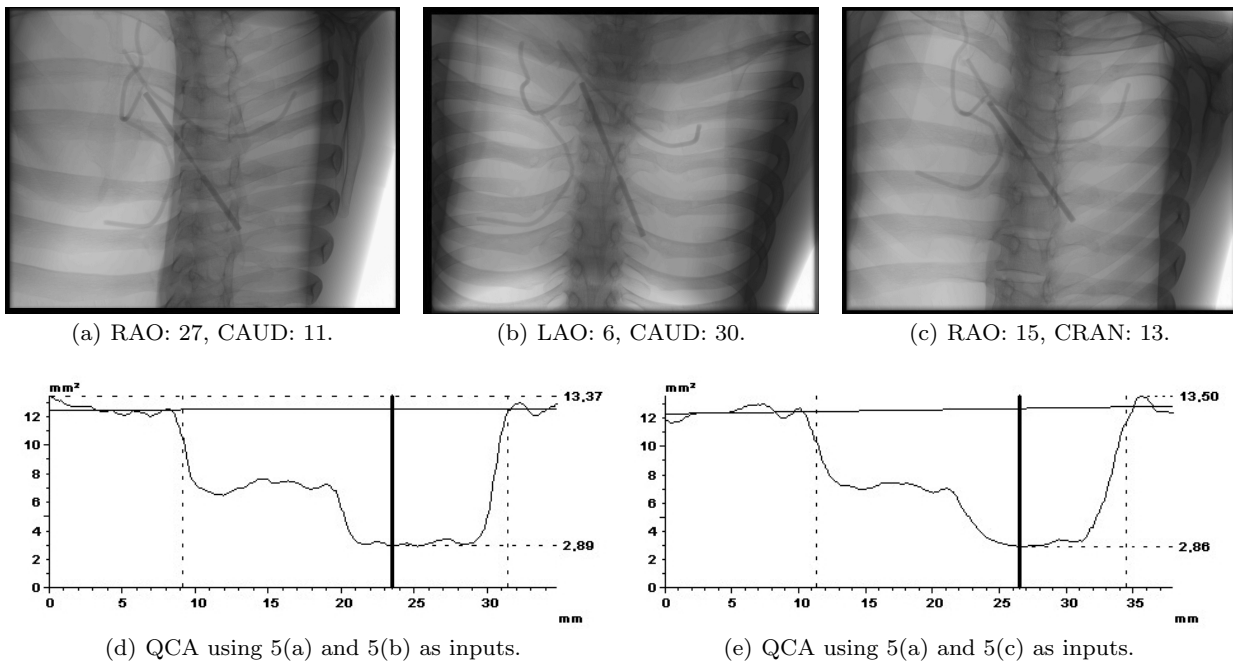 (a) RAO: 27, CAUD: 11.
(b) LAO: 6, CAUD: 30.
(c) RAO: 15, CRAN: 13.
mm²
13,37
12
10
8
6
4
2,89
2
0
0 5 10 15 20 25 30
mm
(d) QCA using 5(a) and 5(b) as inputs.
mm²
13,50
12
10
8
6
4
2,86
2
0
0 5 10 15 20 25 30 35
mm
(e) QCA using 5(a) and 5(c) as inputs.